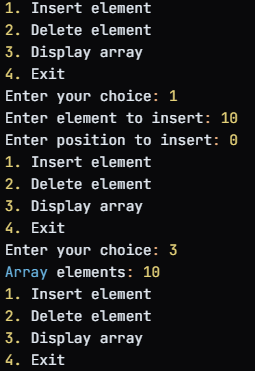 1. Insert element
2. Delete element
3. Display array
4. Exit
Enter your choice: 1
Enter element to insert: 10
Enter position to insert: 0
1. Insert element
2. Delete element
3. Display array
4. Exit
Enter your choice: 3
Array elements: 10
1. Insert element
2. Delete element
3. Display array
4. Exit